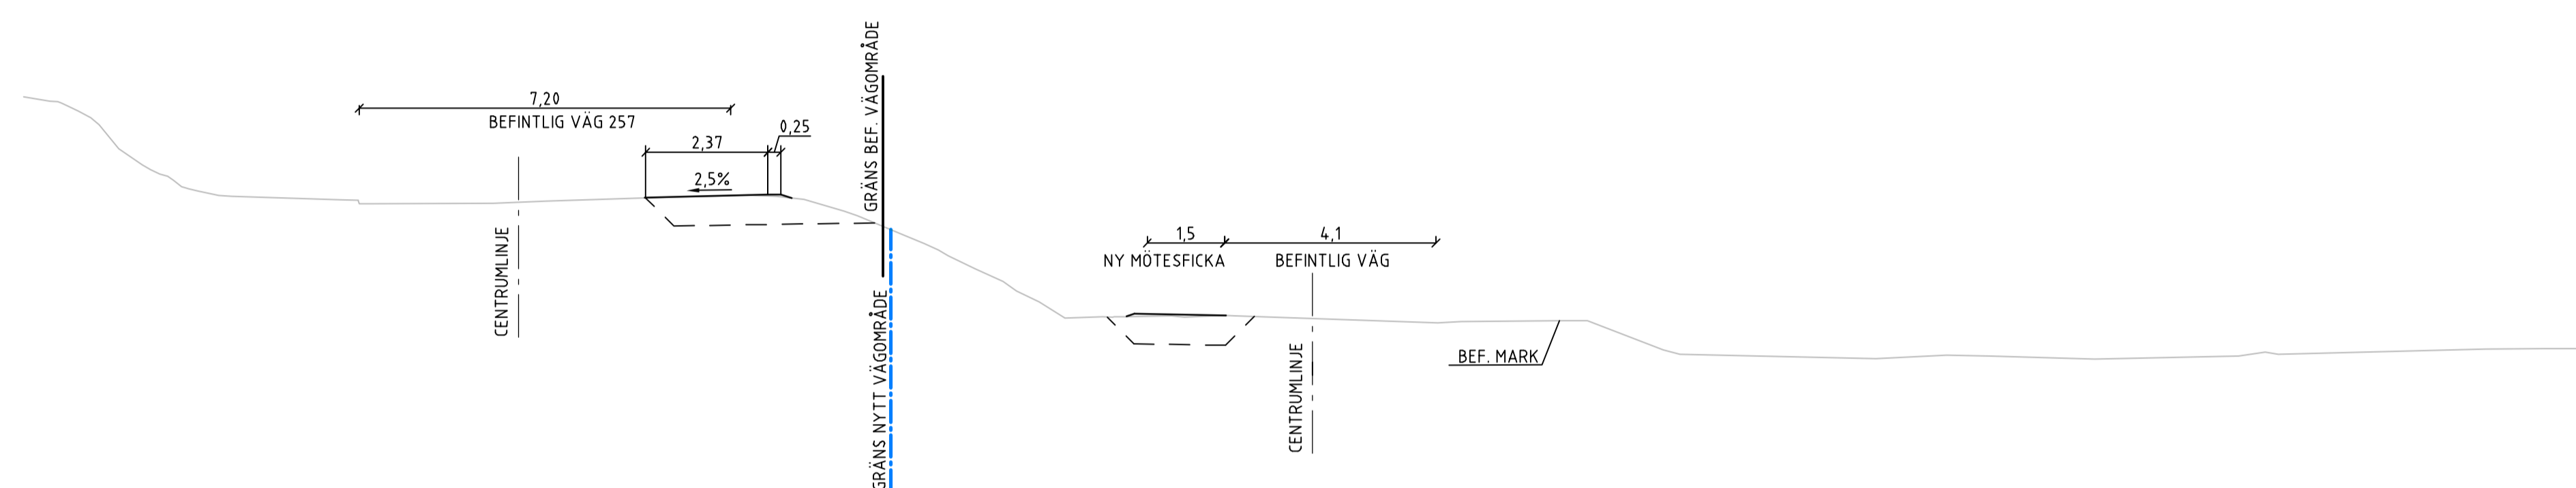 7,20
BEFINTLIG VÄG 257
0,25
2,37
2,5%
CENTRUMLINJE
GRÄNS BEF. VÄGOMRÅDE
GRÄNS NYTT VÄGOMRÅDE
1,5
4,1
NY MÖTESFICKA
BEFINTLIG VÄG
CENTRUMLINJE
BEF. MARK